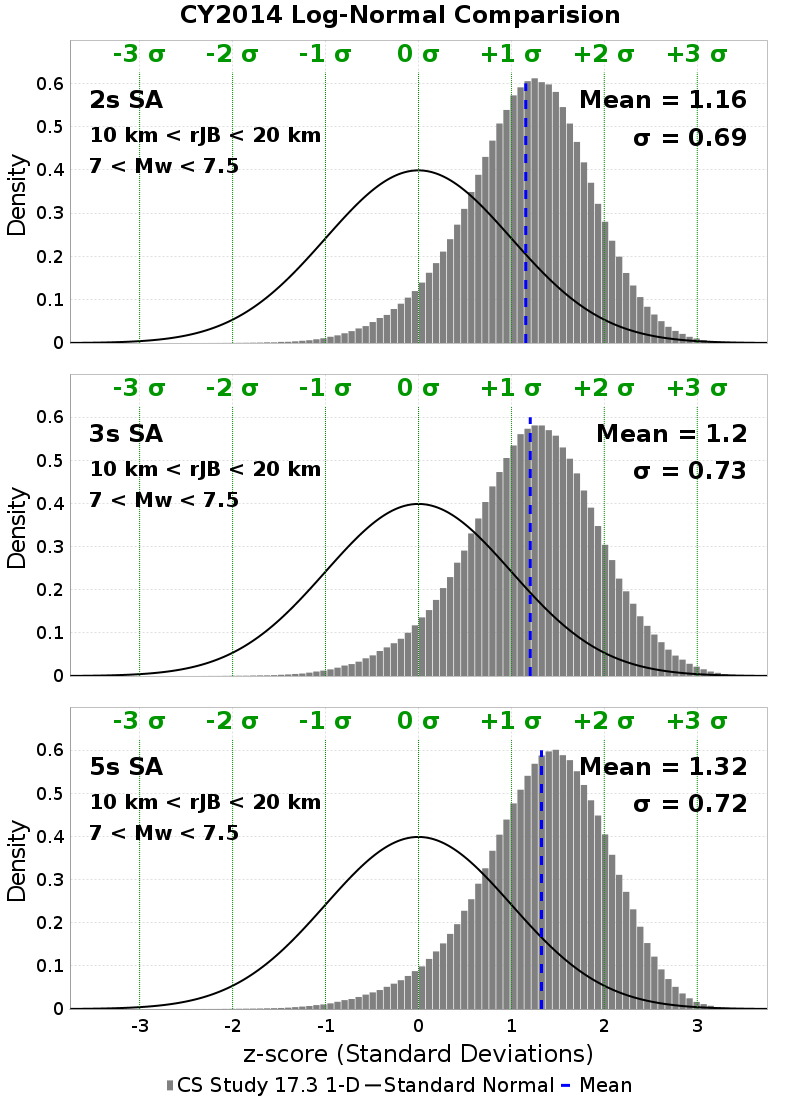 CY2014 Log-Normal Comparision
-3 σ -2 σ -1 σ 0 σ +1 σ +2 σ +3 σ
2s SA
Mean = 1.16
10 km < rJB < 20 km
σ = 0.69
7 < Mw < 7.5
Density
0.6
0.5
0.4
0.3
0.2
0.1
0
-3 σ -2 σ -1 σ 0 σ +1 σ +2 σ +3 σ
3s SA
Mean = 1.2
10 km < rJB < 20 km
σ = 0.73
7 < Mw < 7.5
Density
0.6
0.5
0.4
0.3
0.2
0.1
0
-3 σ -2 σ -1 σ 0 σ +1 σ +2 σ +3 σ
5s SA
Mean = 1.32
10 km < rJB < 20 km
σ = 0.72
7 < Mw < 7.5
Density
0.6
0.5
0.4
0.3
0.2
0.1
0
-3 -2 -1 0 1 2 3
z-score (Standard Deviations)
CS Study 17.3 1-D Standard Normal Mean